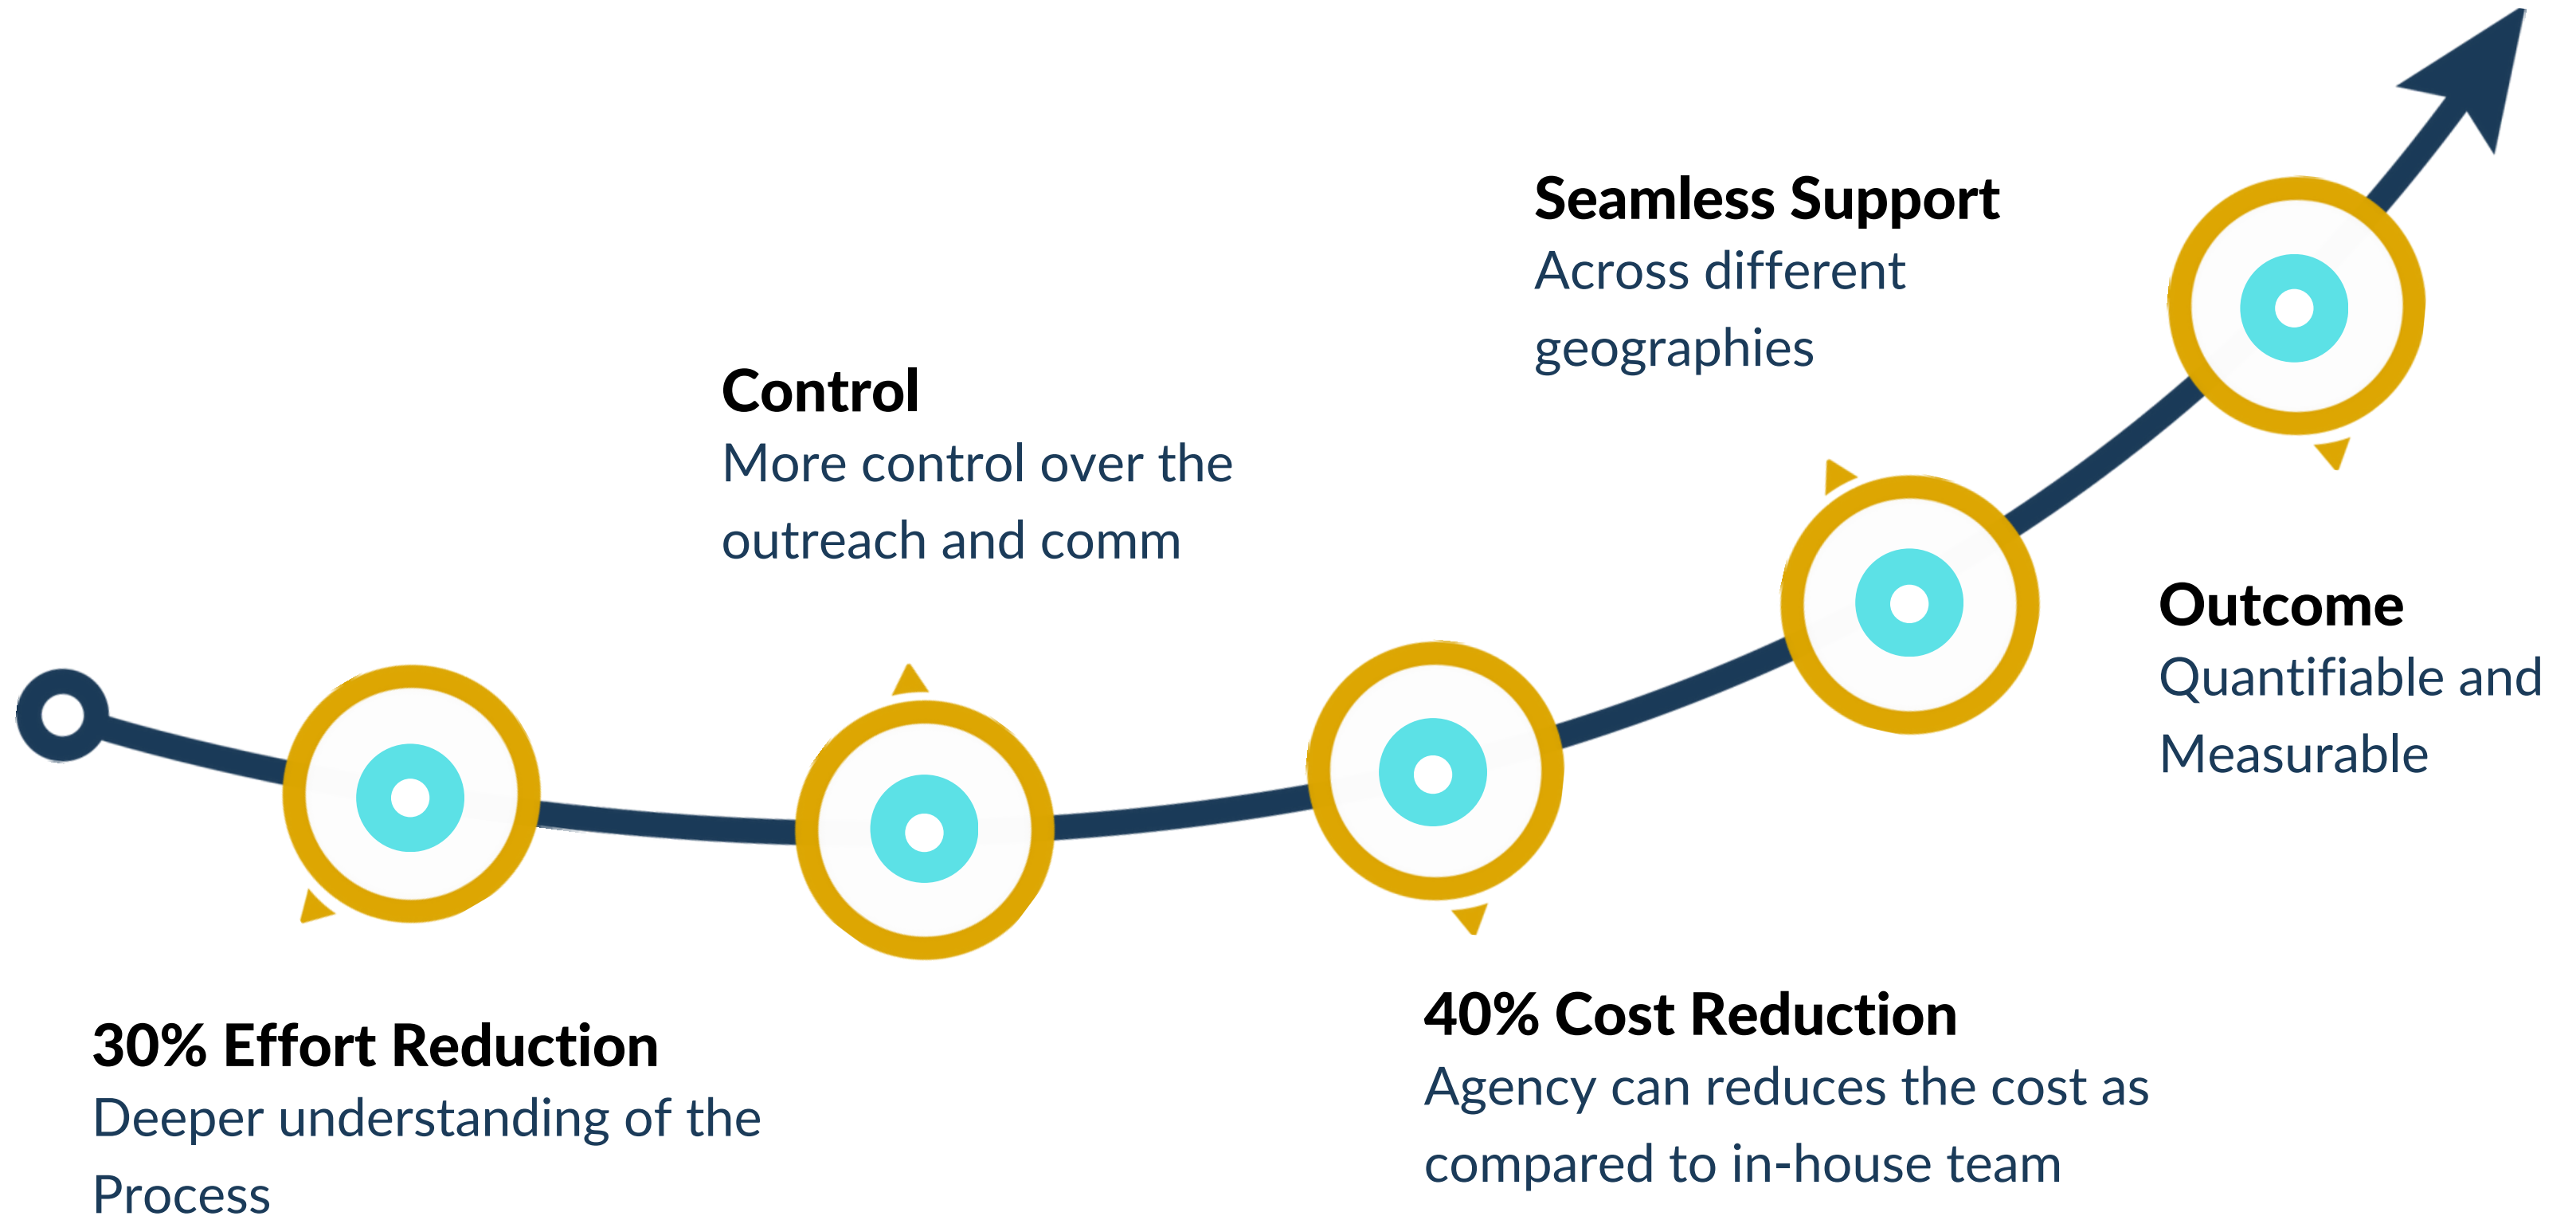 Seamless Support
Across different
geographies
Control
More control over the
outreach and comm
Outcome
Quantifiable and
Measurable
40% Cost Reduction
Agency can reduces the cost as
compared to in-house team
30% Effort Reduction
Deeper understanding of the
Process